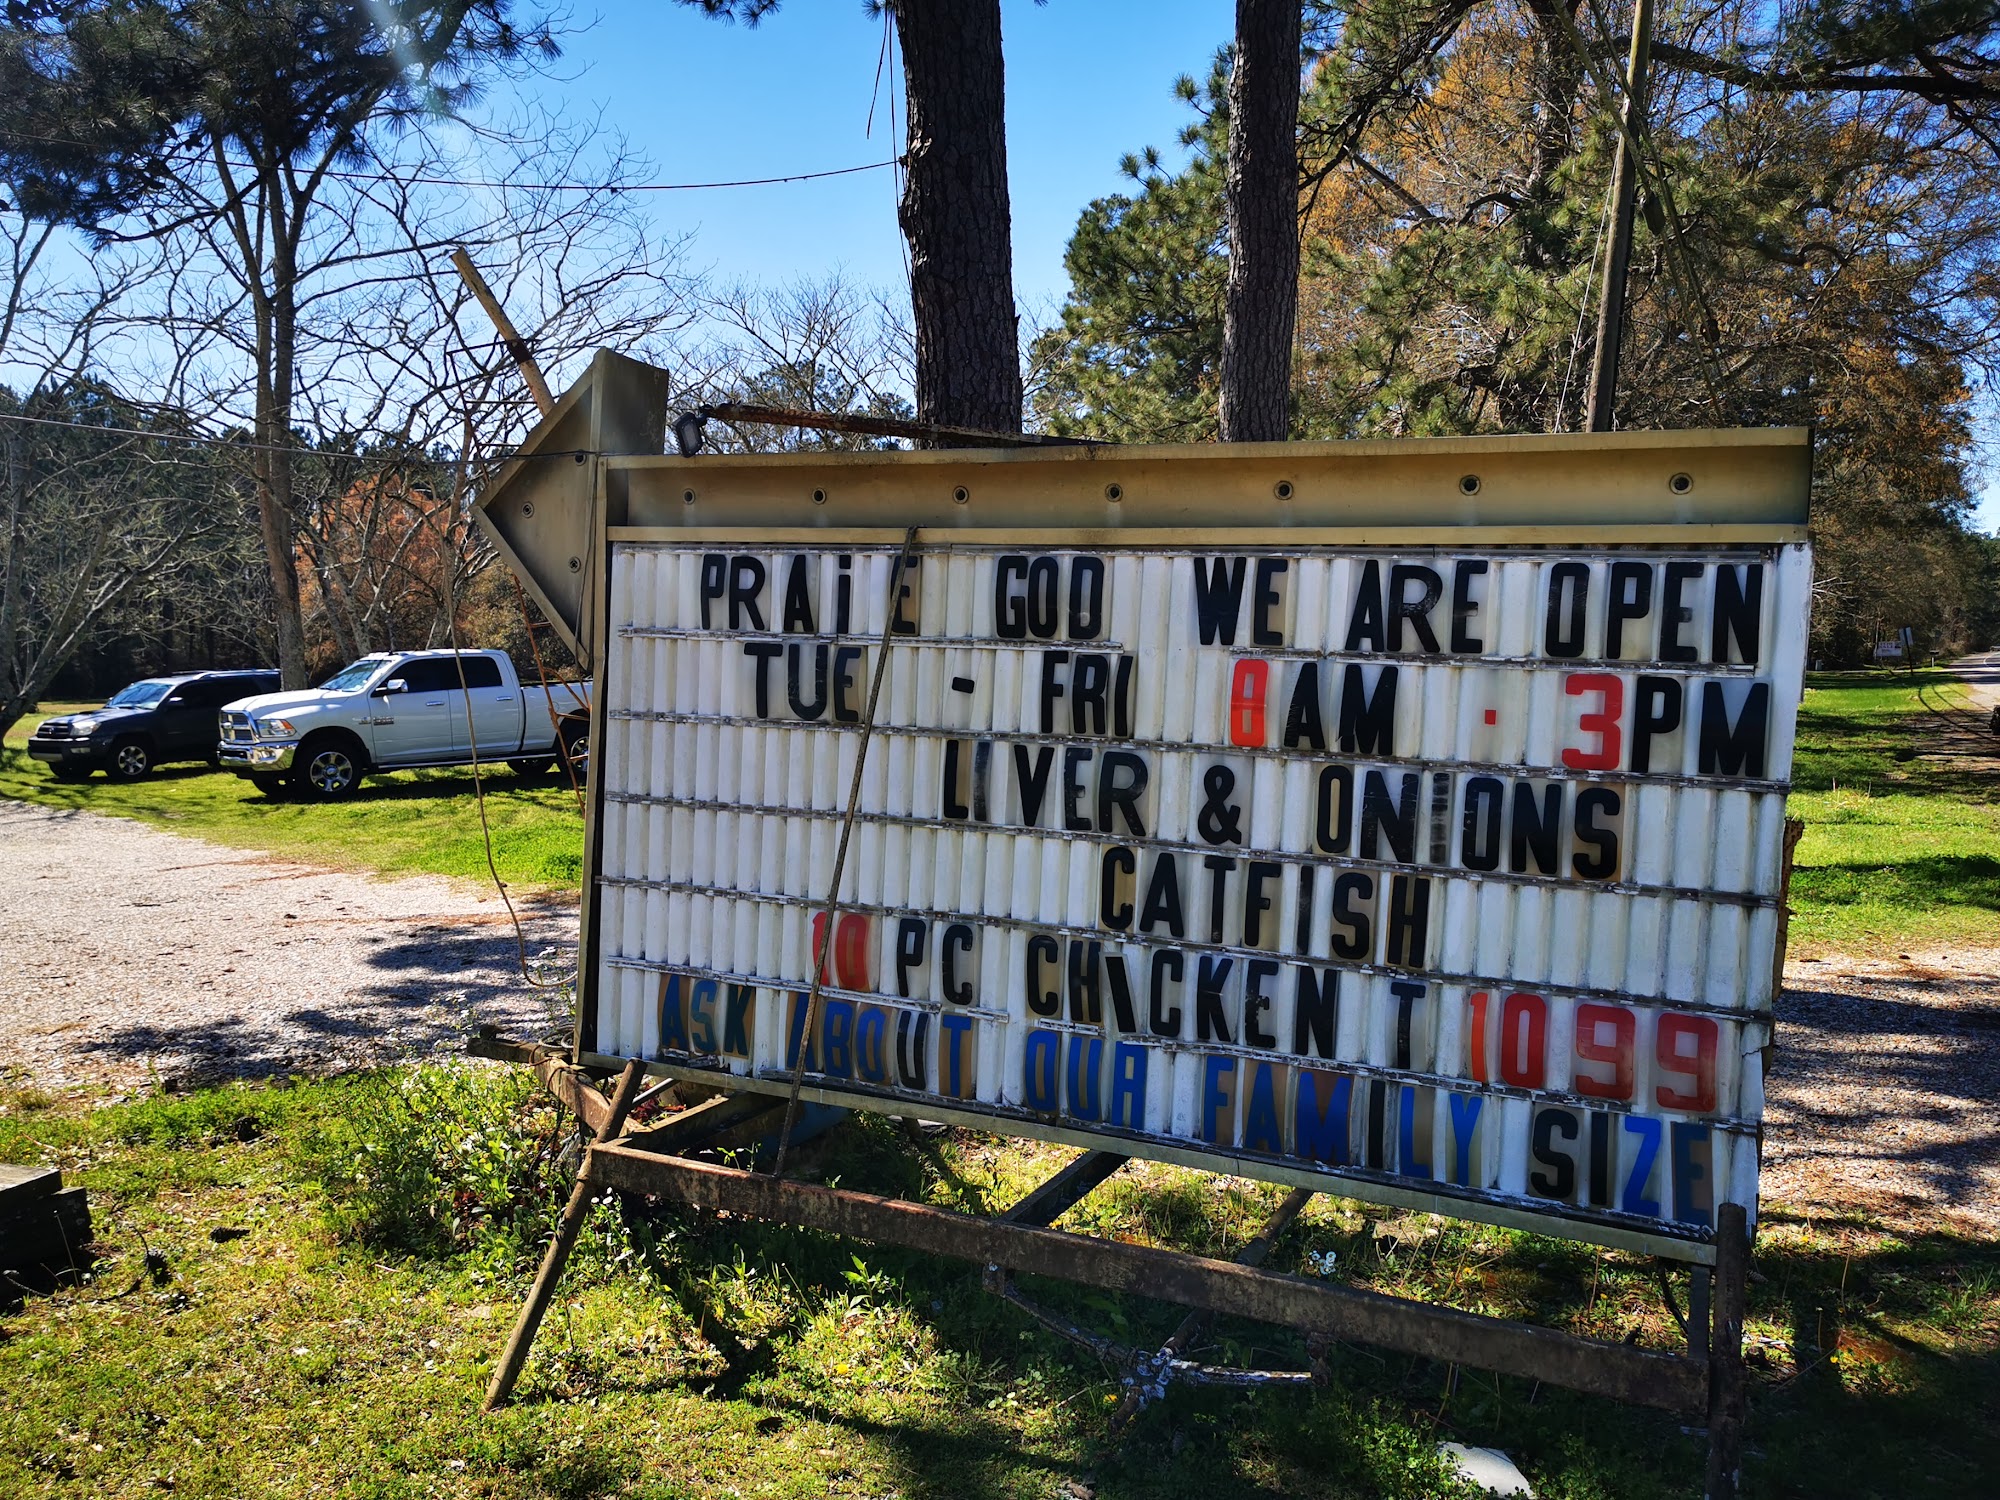 PRAiE - GOD WE ARE OPEN
TUE - FRI 8AM - 3PM
LIVER & ONIONS
CATFISH
10 PC CHICKEN T 1099
ASK ABOUT OUR FAMILY SIZE